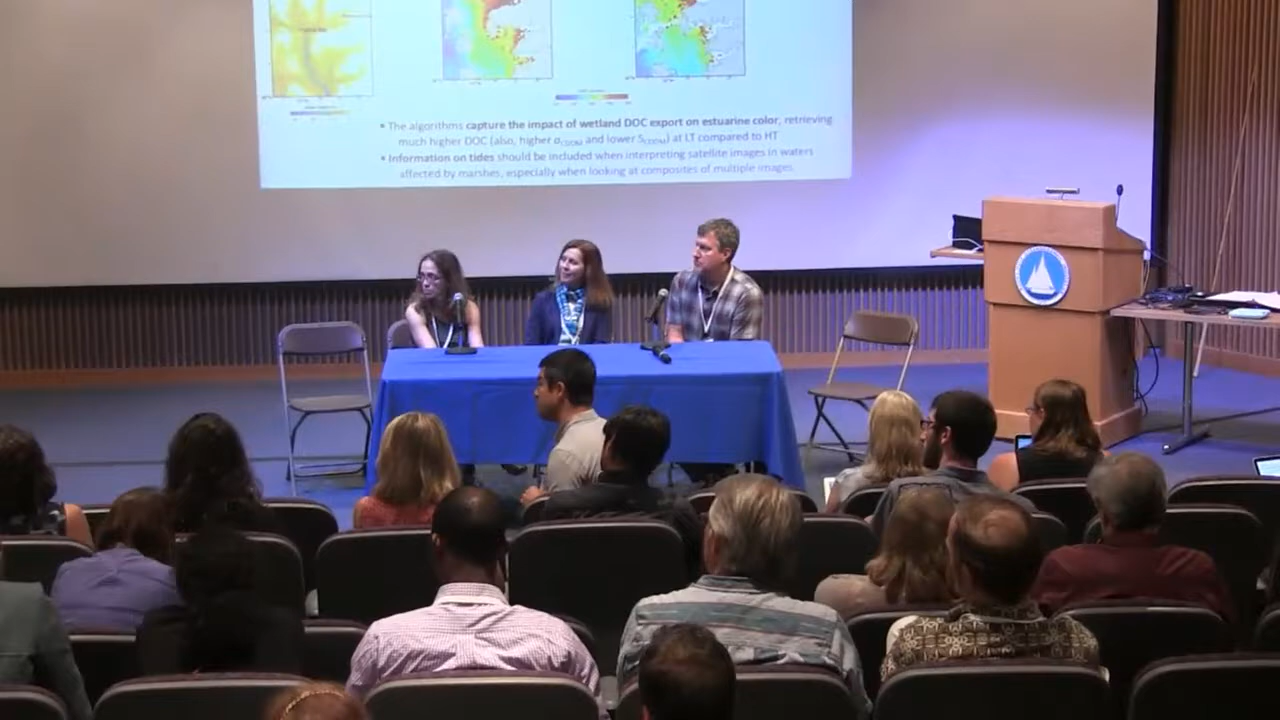 ▪ The algorithms capture the impact of wetland DOC export on estuarine color, retrieving
much higher DOC (also, higher aCDOM and lower SCDOM) at LT compared to HT
▪ Information on tides should be included when interpreting satellite images in waters
affected by marshes, especially when looking at composites of multiple images.